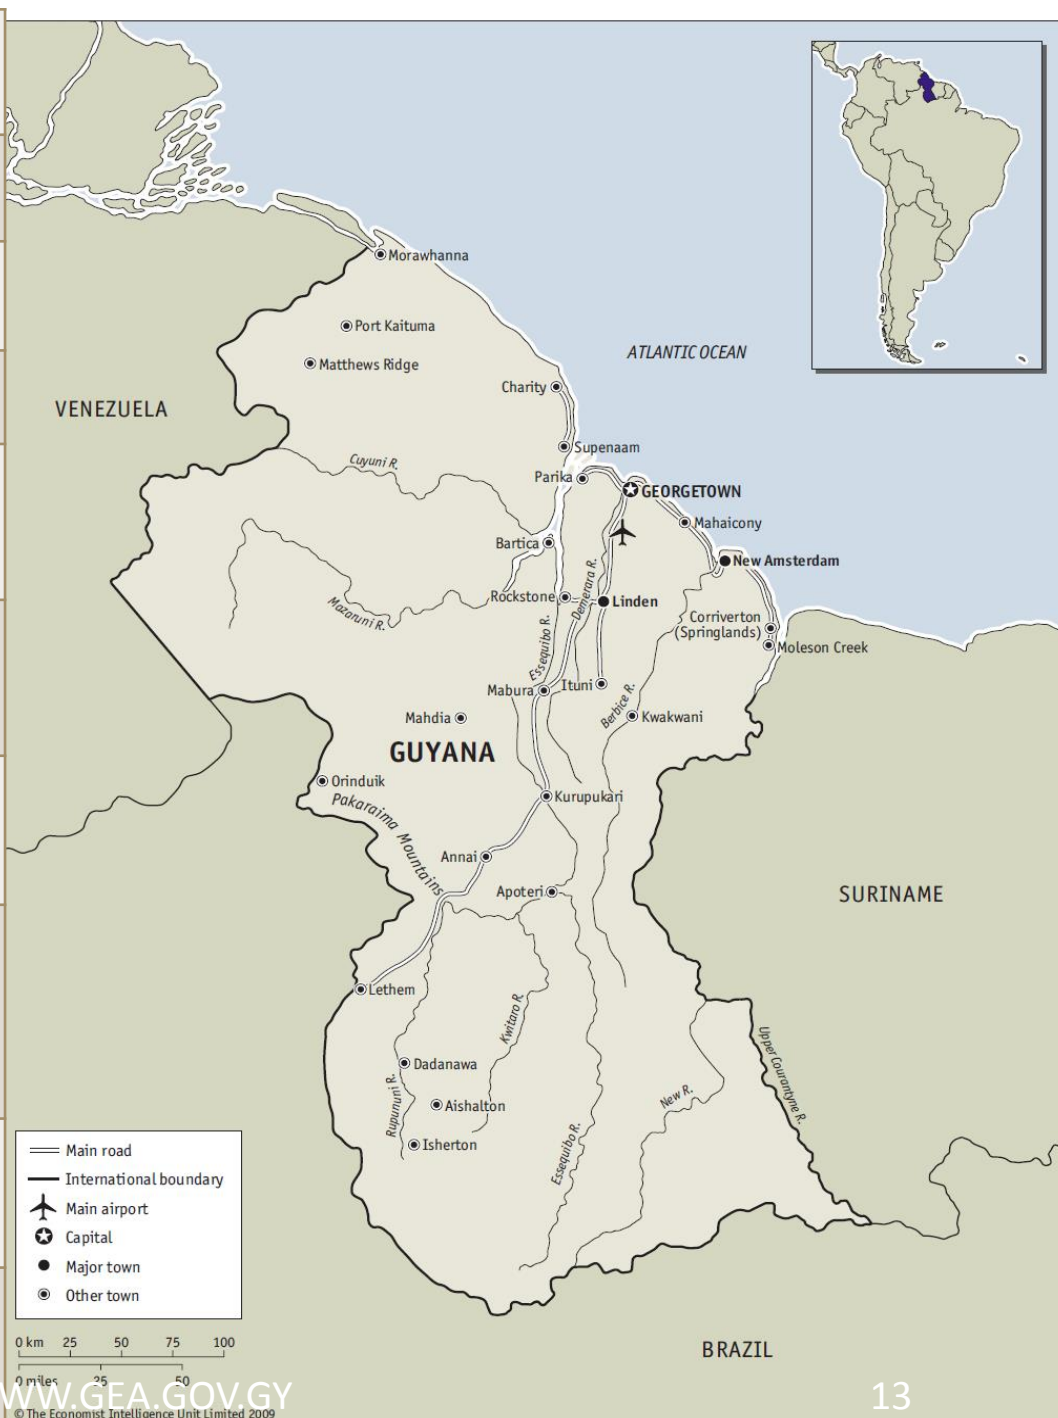 Morawhanna
Port Kaituma
Matthews Ridge
ATLANTIC OCEAN
Charity
VENEZUELA
Supenaam
Cuyuni R.
Parika
GEORGETOWN
Mahaicony
Bartica
New Amsterdam
Demerara R.
Rockstone
Linden
Mazaruni R.
Corriverton
(Springlands)
Essequibo R.
Moleson Creek
Mabura
Ituni
Berbice R.
Mahdia
Kwakwani
GUYANA
Orinduik
Kurupukari
Pakaraima Mountains
Annai
Apoteri
SURINAME
Lethem
Kwitaro R.
Dadanawa
Upper Courantyne R.
Rupununi R.
Aishalton
New R.
Isherton
Essequibo R.
Main road
International boundary
Main airport
Capital
Major town
Other town
0 km 25 50 75 100
0 miles 25 50
BRAZIL
WW.GEA.GOV.GY
13
© The Economist Intelligence Unit Limited 2009